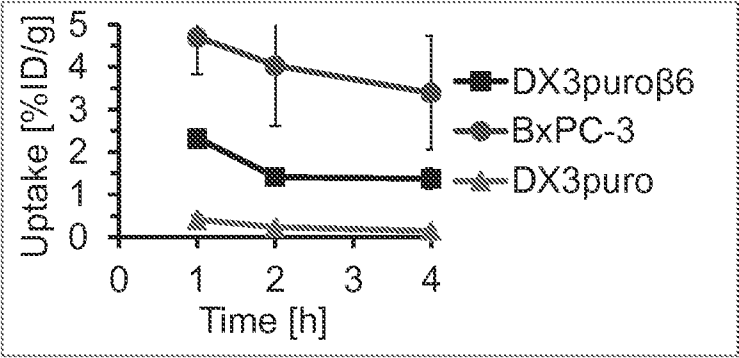 Uptake [%ID/g]
5
4
3
2
1
0
0 1 2 3 4
Time [h]
DX3puroβ6
BxPC-3
DX3puro